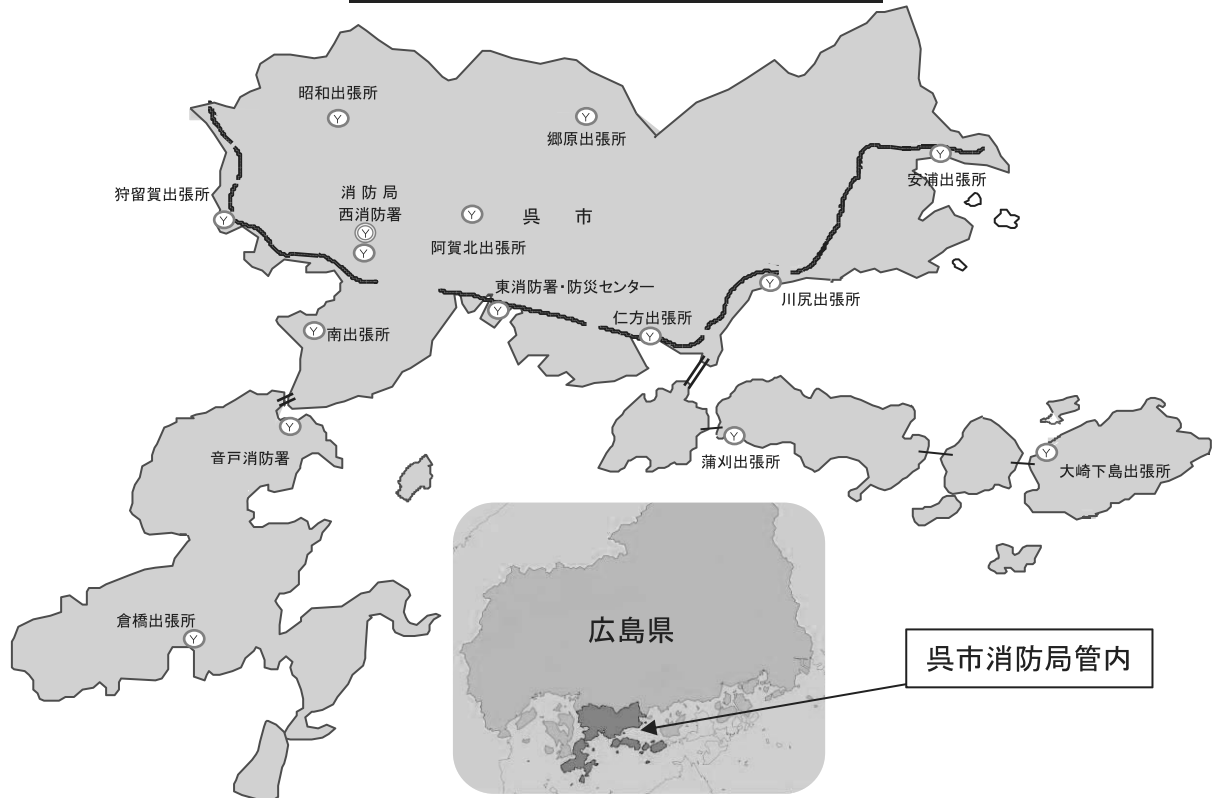 昭和出張所
郷原出張所
安浦出張所
狩留賀出張所
消防局
西消防署
呉 市
阿賀北出張所
東消防署・防災センター
川尻出張所
仁方出張所
南出張所
音戸消防署
蒲刈出張所
大崎下島出張所
倉橋出張所
広島県
呉市消防局管内